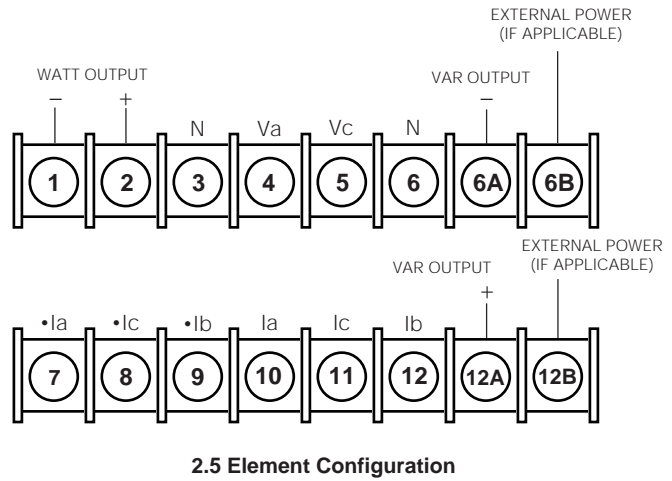 EXTERNAL POWER
(IF APPLICABLE)
WATT OUTPUT
VAR OUTPUT
– + –
N Va Vc N
1 2 3 4 5 6 6A 6B
EXTERNAL POWER
(IF APPLICABLE)
VAR OUTPUT
+
•Ia •Ic •Ib Ia Ic Ib
7 8 9 10 11 12 12A 12B
2.5 Element Configuration